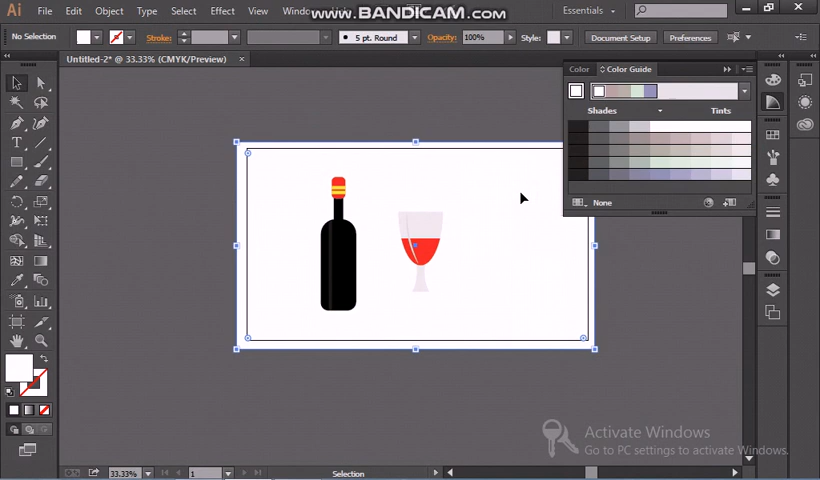 Ai File Edit Object Type Select Effect View Window
www.BANDICAM.com
Essentials
No Selection
Stroke:
5 pt. Round
Opacity: 100%
Style:
Document Setup
Preferences
Untitled-2* @ 33.33% (CMYK/Preview)
Color
Color Guide
Shades
Tints
None
Activate Windows
Go to PC settings to activate Windows.
33.33%
1
Selection